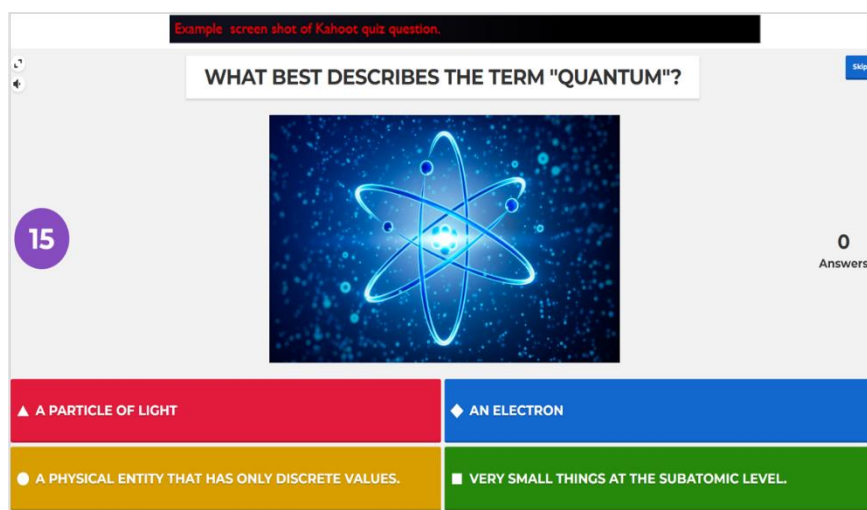 Example screen shot of Kahoot quiz question.
WHAT BEST DESCRIBES THE TERM "QUANTUM"?
Skip
15
0
Answers
A PARTICLE OF LIGHT
AN ELECTRON
A PHYSICAL ENTITY THAT HAS ONLY DISCRETE VALUES.
VERY SMALL THINGS AT THE SUBATOMIC LEVEL.